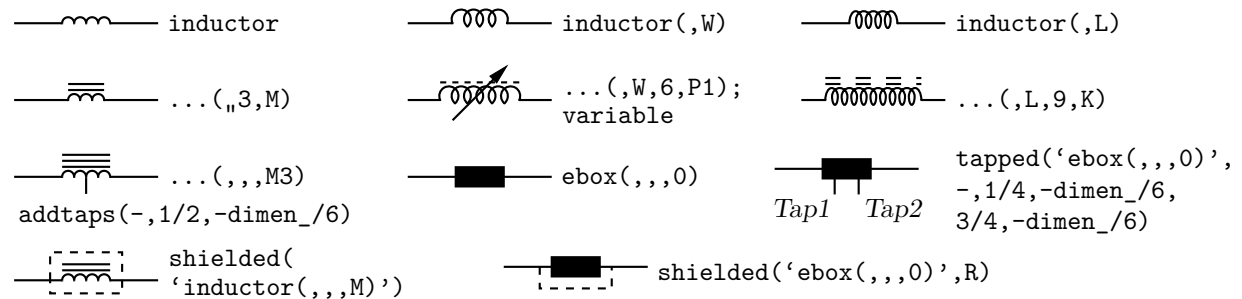 inductor
inductor(,W)
inductor(,L)
...(„3,M)
...(,W,6,P1);
variable
...(,L,9,K)
...(,,,M3)
addtaps(-,1/2,-dimen_/6)
ebox(,,,0)
Tap1 Tap2
tapped(‘ebox(,,,0)’,
-,1/4,-dimen_/6,
3/4,-dimen_/6)
shielded(
‘inductor(,,,M)’)
shielded(‘ebox(,,,0)’,R)